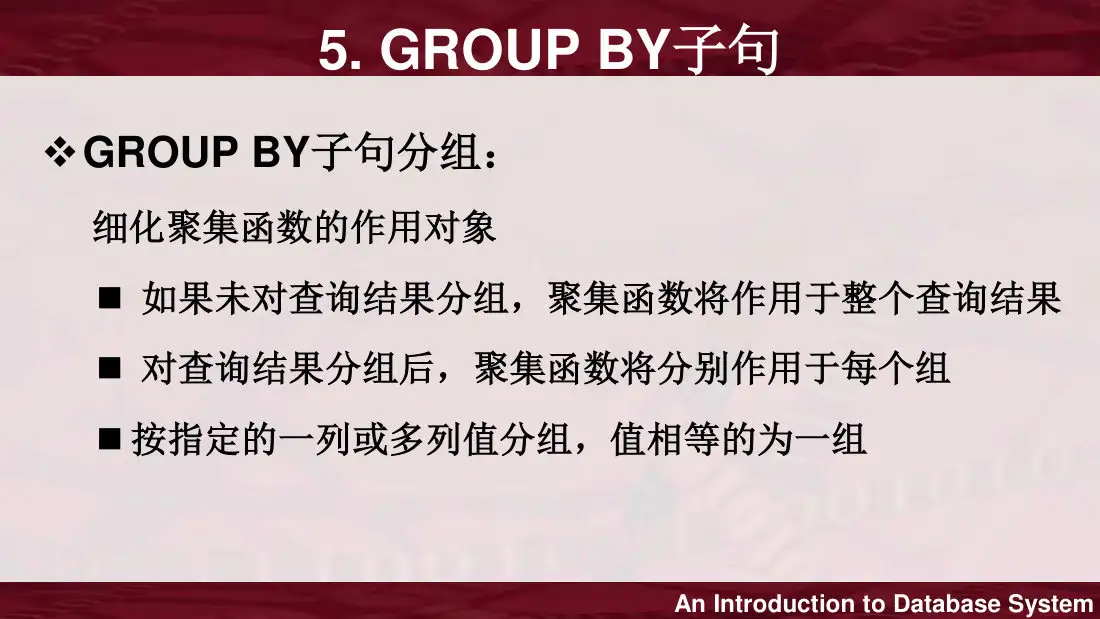 5. GROUP BY子句
❖GROUP BY子句分组：
细化聚集函数的作用对象
■ 如果未对查询结果分组，聚集函数将作用于整个查询结果
■ 对查询结果分组后，聚集函数将分别作用于每个组
■ 按指定的一列或多列值分组，值相等的为一组
An Introduction to Database System